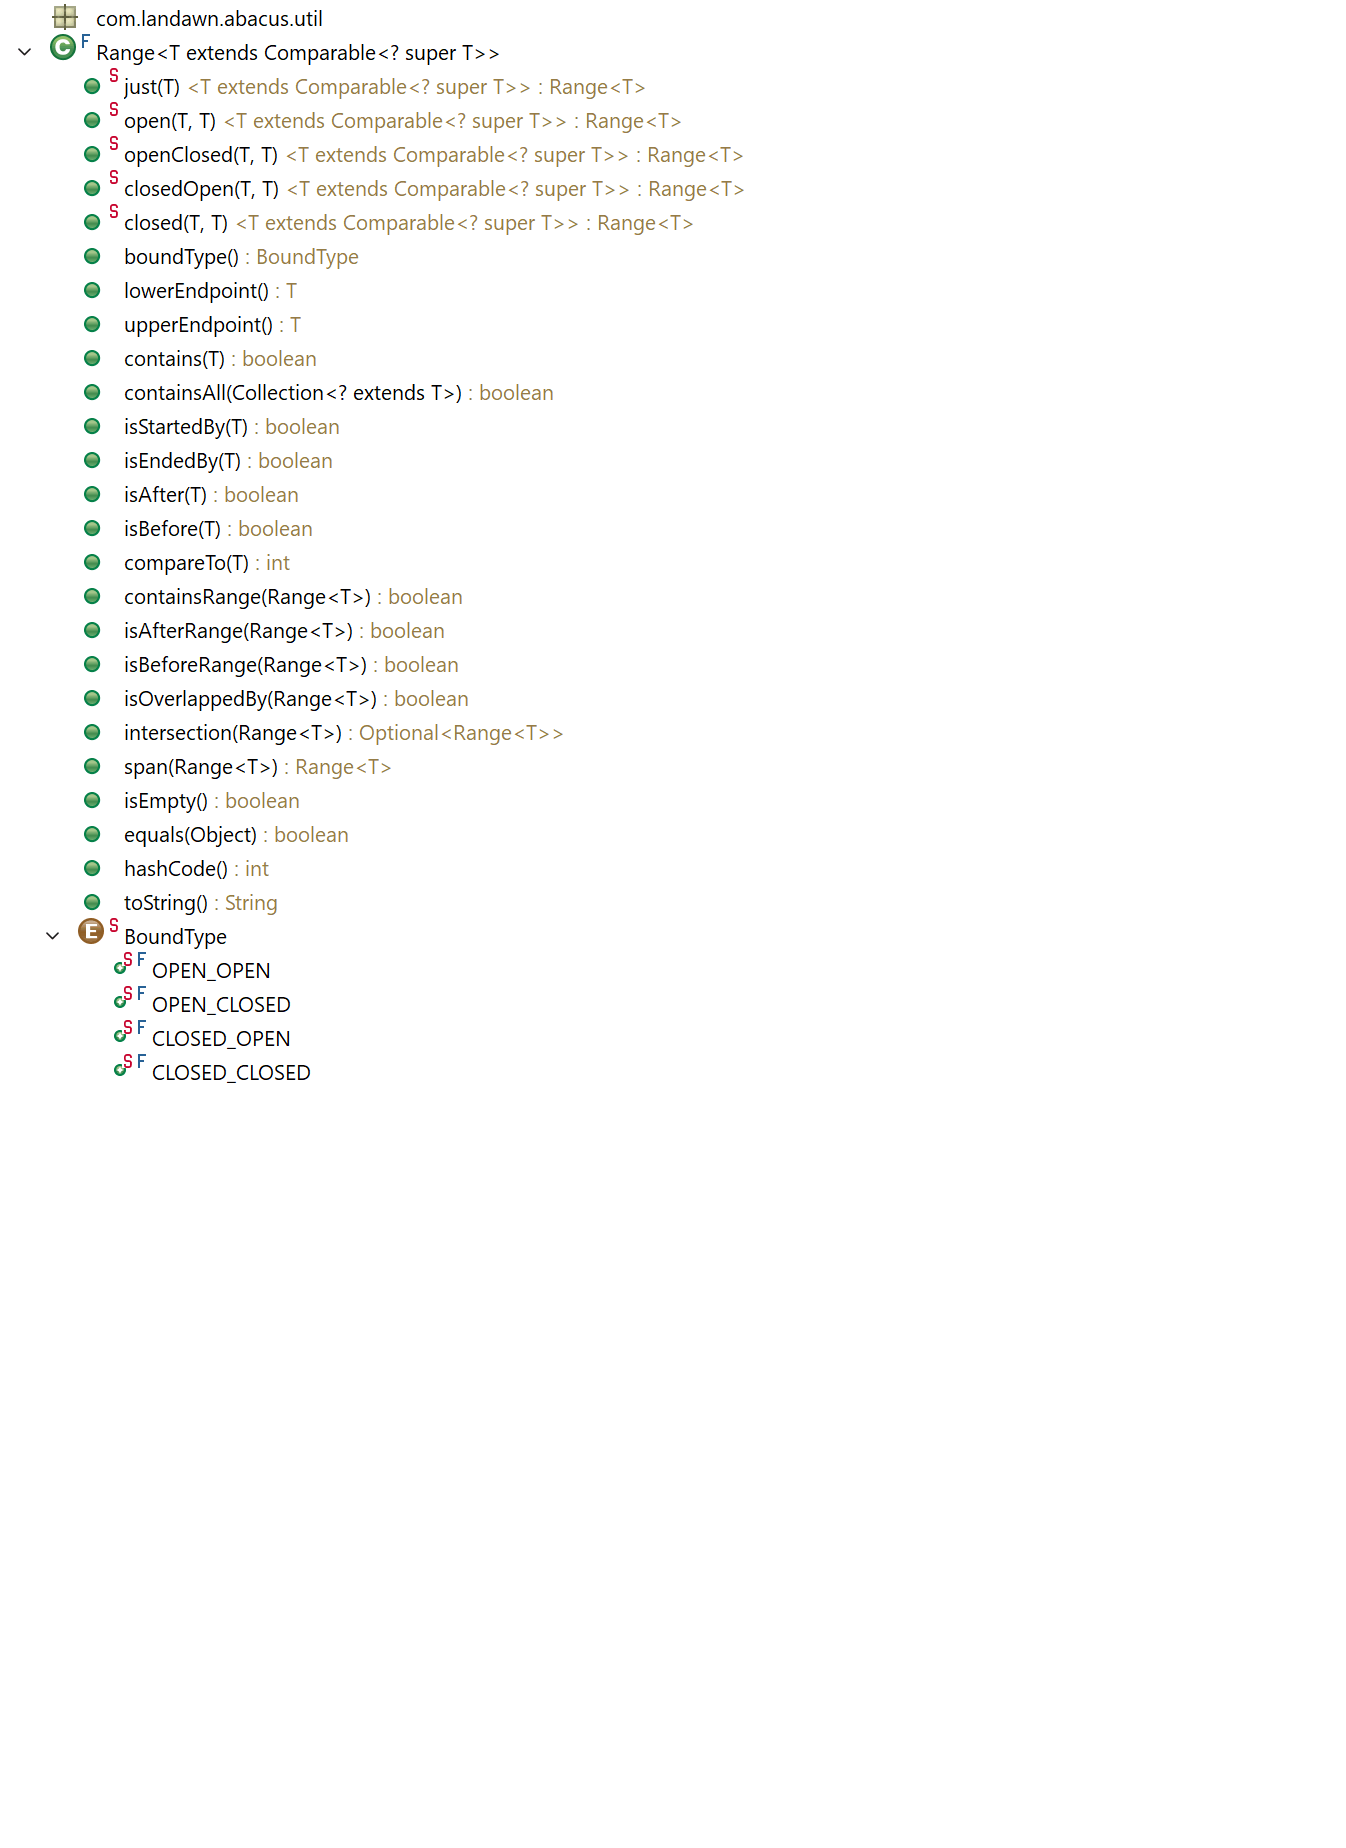 com.landawn.abacus.util
C F Range<T extends Comparable<? super T>>
S just(T) <T extends Comparable<? super T>> : Range<T>
S open(T, T) <T extends Comparable<? super T>> : Range<T>
S openClosed(T, T) <T extends Comparable<? super T>> : Range<T>
S closedOpen(T, T) <T extends Comparable<? super T>> : Range<T>
S closed(T, T) <T extends Comparable<? super T>> : Range<T>
boundType() : BoundType
lowerEndpoint() : T
upperEndpoint() : T
contains(T) : boolean
containsAll(Collection<? extends T>) : boolean
isStartedBy(T) : boolean
isEndedBy(T) : boolean
isAfter(T) : boolean
isBefore(T) : boolean
compareTo(T) : int
containsRange(Range<T>) : boolean
isAfterRange(Range<T>) : boolean
isBeforeRange(Range<T>) : boolean
isOverlappedBy(Range<T>) : boolean
intersection(Range<T>) : Optional<Range<T>>
span(Range<T>) : Range<T>
isEmpty() : boolean
equals(Object) : boolean
hashCode() : int
toString() : String
E S BoundType
S F OPEN_OPEN
S F OPEN_CLOSED
S F CLOSED_OPEN
S F CLOSED_CLOSED